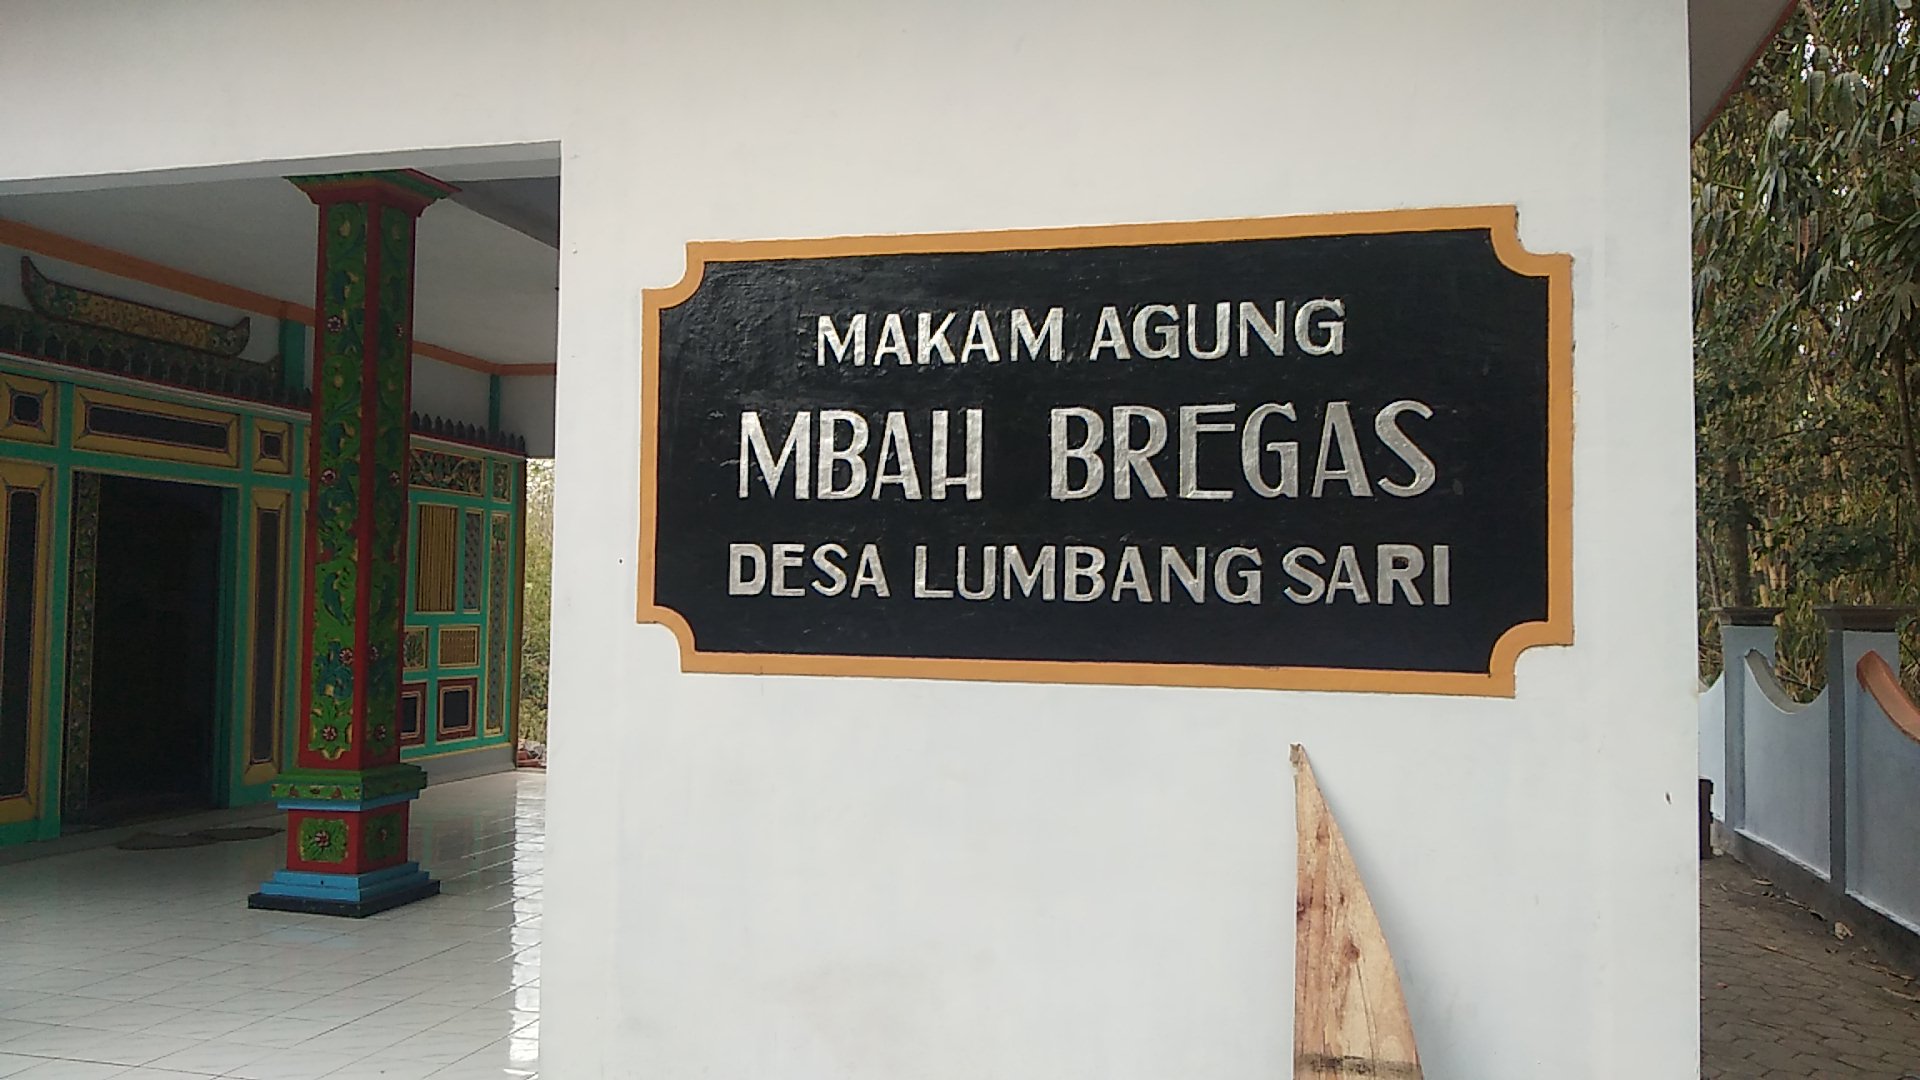 MAKAM AGUNG
MBAH BREGAS
DESA LUMBANG SARI